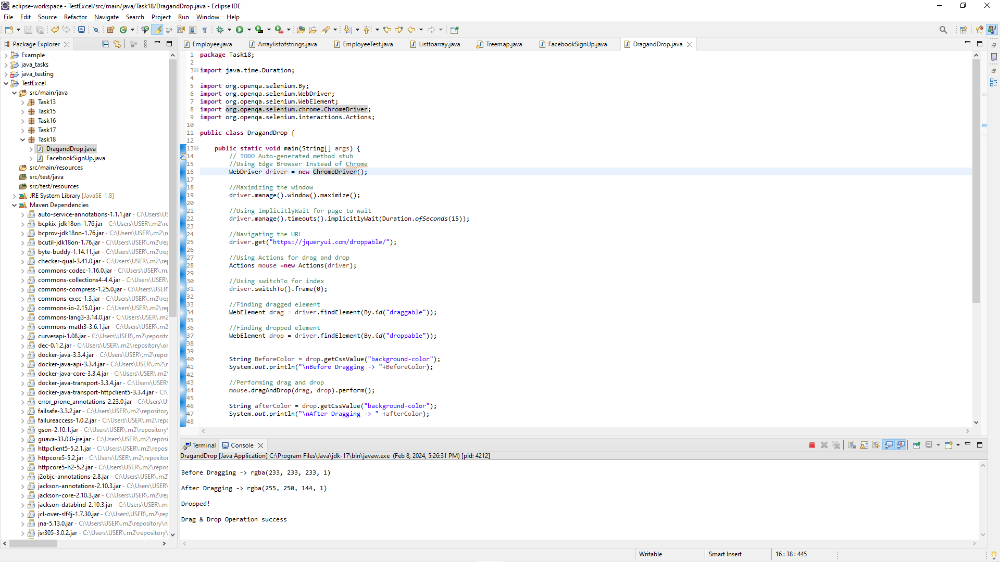 eclipse-workspace - TestExcel/src/main/java/Task18/DragandDrop.java - Eclipse IDE
File Edit Source Refactor Navigate Search Project Run Window Help
Package Explorer
Example
java_tasks
java_testing
TestExcel
src/main/java
Task13
Task15
Task16
Task17
Task18
DragandDrop.java
FacebookSignUp.java
src/main/resources
src/test/java
src/test/resources
JRE System Library [JavaSE-1.8]
Maven Dependencies
auto-service-annotations-1.1.1.jar - C:\Users\US
bcpkix-jdk18on-1.76.jar - C:\Users\USER\.m2\re
bcprov-jdk18on-1.76.jar - C:\Users\USER\.m2\re
bcutil-jdk18on-1.76.jar - C:\Users\USER\.m2\rep
byte-buddy-1.14.11.jar - C:\Users\USER\.m2\rep
checker-qual-3.41.0.jar - C:\Users\USER\.m2\rep
commons-codec-1.16.0.jar - C:\Users\USER\.m
commons-collections4-4.4.jar - C:\Users\USER\
commons-compress-1.25.0.jar - C:\Users\USER\
commons-exec-1.3.jar - C:\Users\USER\.m2\rep
commons-io-2.15.0.jar - C:\Users\USER\.m2\rep
commons-lang3-3.14.0.jar - C:\Users\USER\.m2
commons-math3-3.6.1.jar - C:\Users\USER\.m2
curvesapi-1.08.jar - C:\Users\USER\.m2\reposito
dec-0.1.2.jar - C:\Users\USER\.m2\repository\or
docker-java-3.3.4.jar - C:\Users\USER\.m2\repos
docker-java-api-3.3.4.jar - C:\Users\USER\.m2\r
docker-java-core-3.3.4.jar - C:\Users\USER\.m2\
docker-java-transport-3.3.4.jar - C:\Users\USER
docker-java-transport-httpclient5-3.3.4.jar - C:\
error_prone_annotations-2.23.0.jar - C:\Users\U
failsafe-3.3.2.jar - C:\Users\USER\.m2\repository
failureaccess-1.0.2.jar - C:\Users\USER\.m2\repo
gson-2.10.1.jar - C:\Users\USER\.m2\repository\
guava-33.0.0-jre.jar - C:\Users\USER\.m2\reposi
httpclient5-5.2.1.jar - C:\Users\USER\.m2\reposi
httpcore5-5.2.jar - C:\Users\USER\.m2\repositor
httpcore5-h2-5.2.jar - C:\Users\USER\.m2\repos
j2objc-annotations-2.8.jar - C:\Users\USER\.m2\
jackson-annotations-2.10.3.jar - C:\Users\USER\
jackson-core-2.10.3.jar - C:\Users\USER\.m2\rep
jackson-databind-2.10.3.jar - C:\Users\USER\.m
jcl-over-slf4j-1.7.30.jar - C:\Users\USER\.m2\rep
jna-5.13.0.jar - C:\Users\USER\.m2\repository\n
jsr305-3.0.2.jar - C:\Users\USER\.m2\repository\
Employee.java Arraylistofstrings.java EmployeeTest.java Listtoarray.java Treemap.java FacebookSignUp.java DragandDrop.java
1 package Task18;
2
3 import java.time.Duration;
4
5 import org.openqa.selenium.By;
6 import org.openqa.selenium.WebDriver;
7 import org.openqa.selenium.WebElement;
8 import org.openqa.selenium.chrome.ChromeDriver;
9 import org.openqa.selenium.interactions.Actions;
10
11 public class DragandDrop {
12
13 public static void main(String[] args) {
14 // TODO Auto-generated method stub
15 //Using Edge Browser Instead of Chrome
16 WebDriver driver = new ChromeDriver();
17
18 //Maximizing the window
19 driver.manage().window().maximize();
20
21 //Using ImplicitlyWait for page to wait
22 driver.manage().timeouts().implicitlyWait(Duration.ofSeconds(15));
23
24 //Navigating the URL
25 driver.get("https://jqueryui.com/droppable/");
26
27 //Using Actions for drag and drop
28 Actions mouse =new Actions(driver);
29
30 //Using switchTo for index
31 driver.switchTo().frame(0);
32
33 //Finding dragged element
34 WebElement drag = driver.findElement(By.id("draggable"));
35
36 //Finding dropped element
37 WebElement drop = driver.findElement(By.id("droppable"));
38
39
40 String BeforeColor = drop.getCssValue("background-color");
41 System.out.println("\nBefore Dragging -> "+BeforeColor);
42
43 //Performing drag and drop
44 mouse.dragAndDrop(drag, drop).perform();
45
46 String afterColor = drop.getCssValue("background-color");
47 System.out.println("\nAfter Dragging -> " +afterColor);
48
Terminal Console
DragandDrop [Java Application] C:\Program Files\Java\jdk-17\bin\javaw.exe (Feb 8, 2024, 5:26:31 PM) [pid: 4212]
Before Dragging -> rgba(233, 233, 233, 1)
After Dragging -> rgba(255, 250, 144, 1)
Dropped!
Drag & Drop Operation success
Writable Smart Insert 16 : 38 : 445